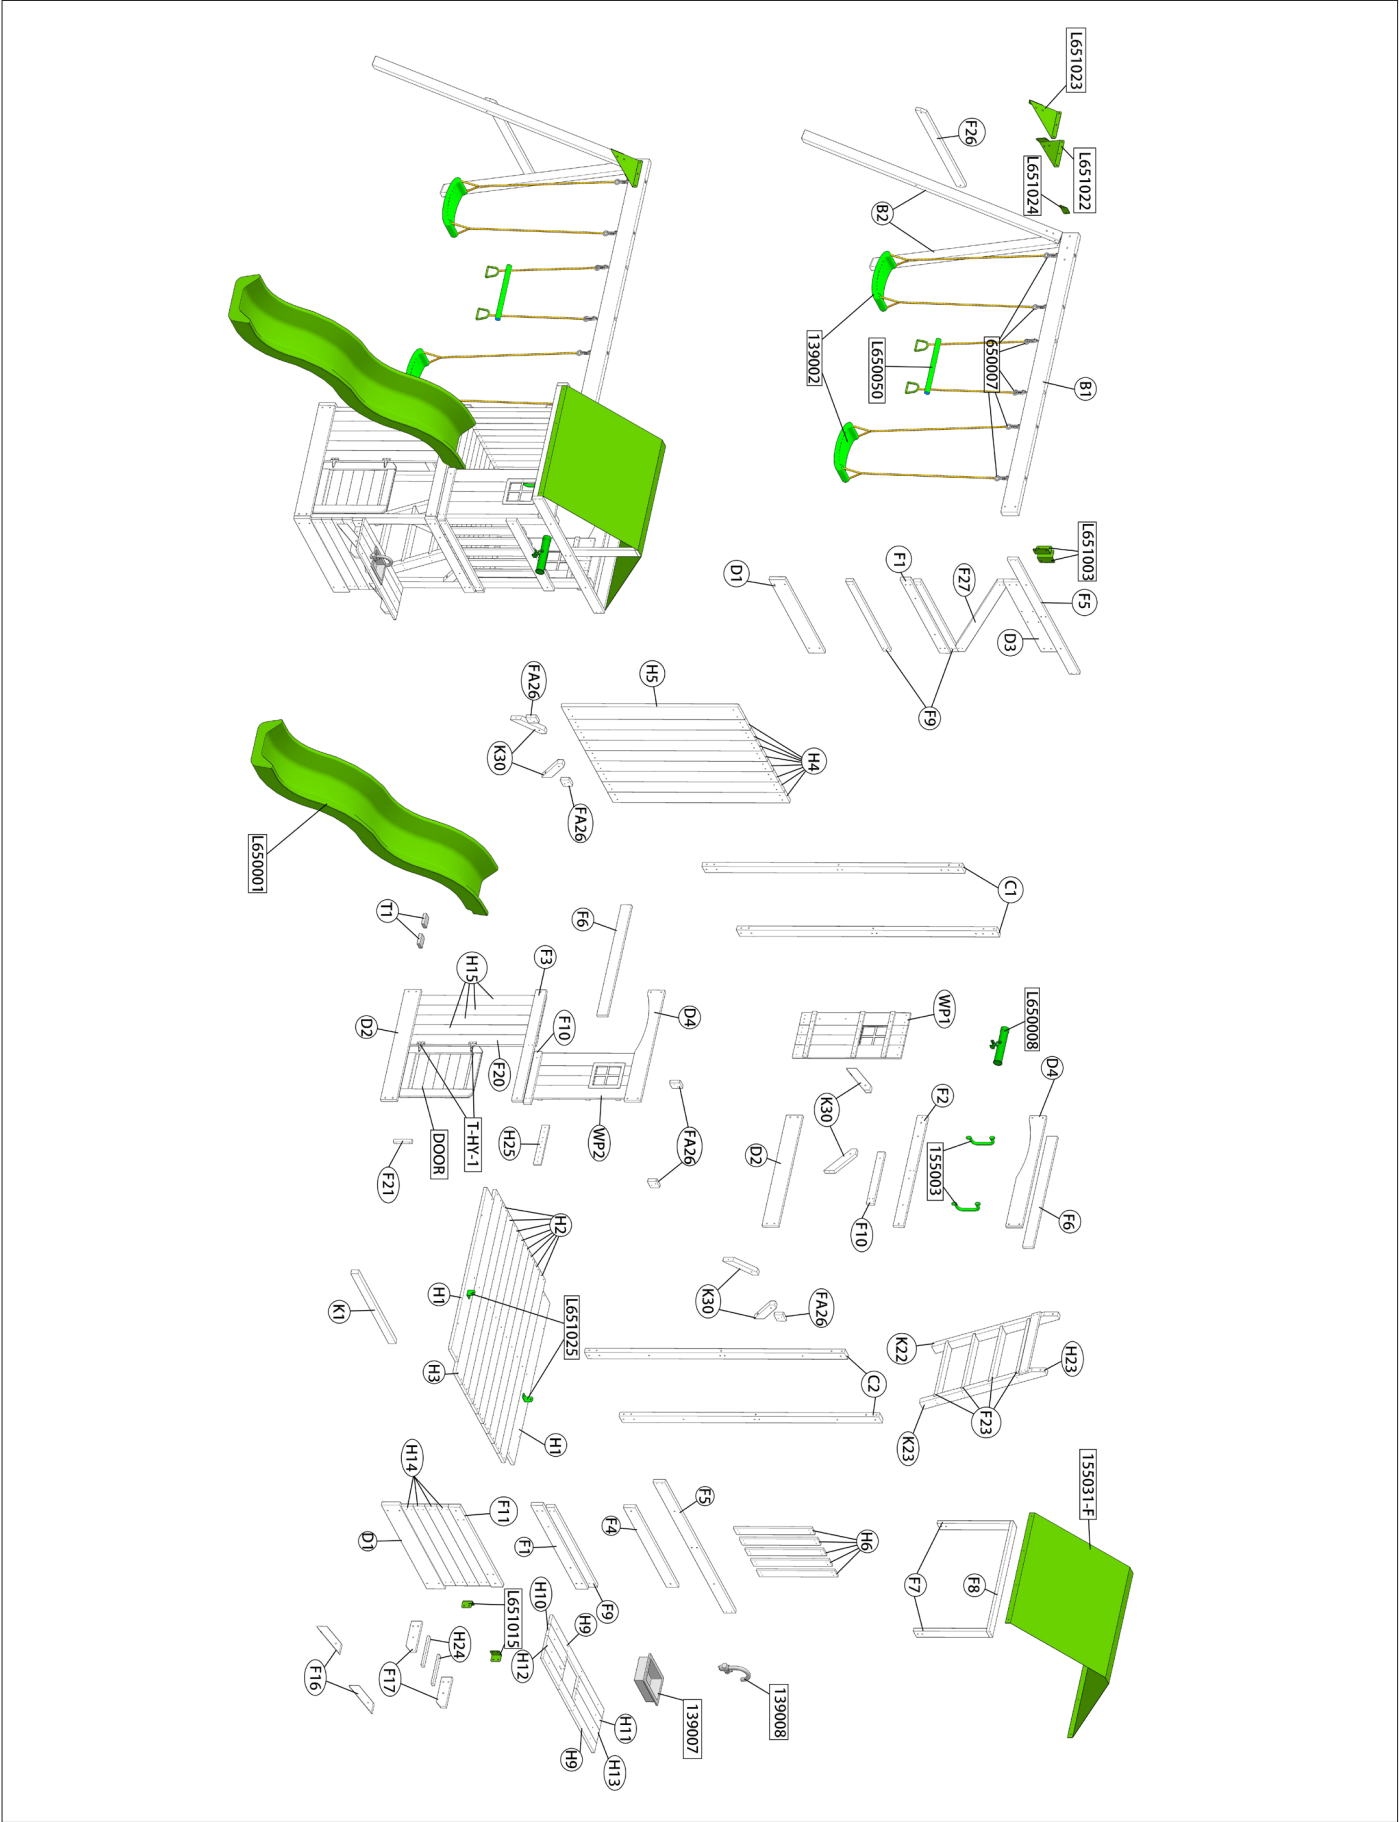 L651023
L651022
L651024
F26
B2
139002
L650050
650007
B1
L651003
F5
D3
F27
F1
D1
F9
H5
FA26
K30
FA26
H4
L650001
C1
T1
F6
H15
F3
D4
D2
F10
F20
T-HY-1
DOOR
F21
H25
WP2
FA26
WP1
L650008
D4
F2
K30
155003
D2
F10
F6
H2
H1
K1
L651025
H3
H1
K30
FA26
C2
K22
H23
F23
K23
155031-F
F7
F8
F7
H14
F11
D1
F5
F4
F1
F9
H6
L651015
H10
H9
H12
H24
F17
F16
139007
139008
H11
H9
H13